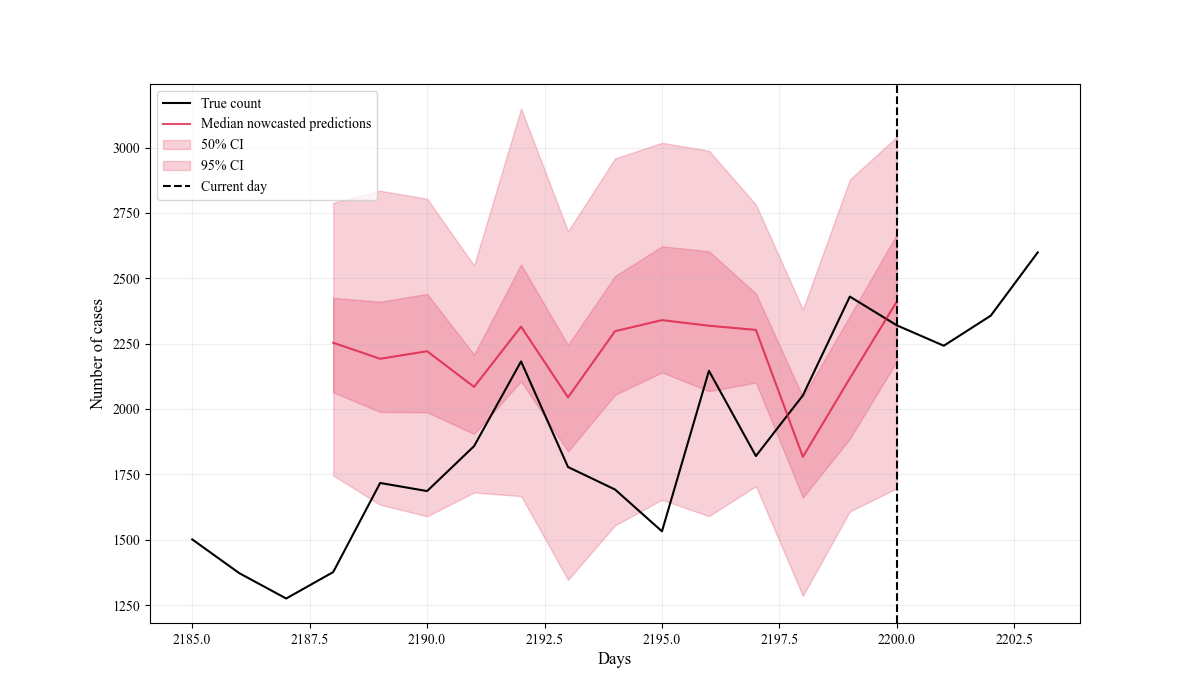 True count
Median nowcasted predictions
50% CI
95% CI
Current day
Number of cases
3000
2750
2500
2250
2000
1750
1500
1250
2185.0 2187.5 2190.0 2192.5 2195.0 2197.5 2200.0 2202.5
Days